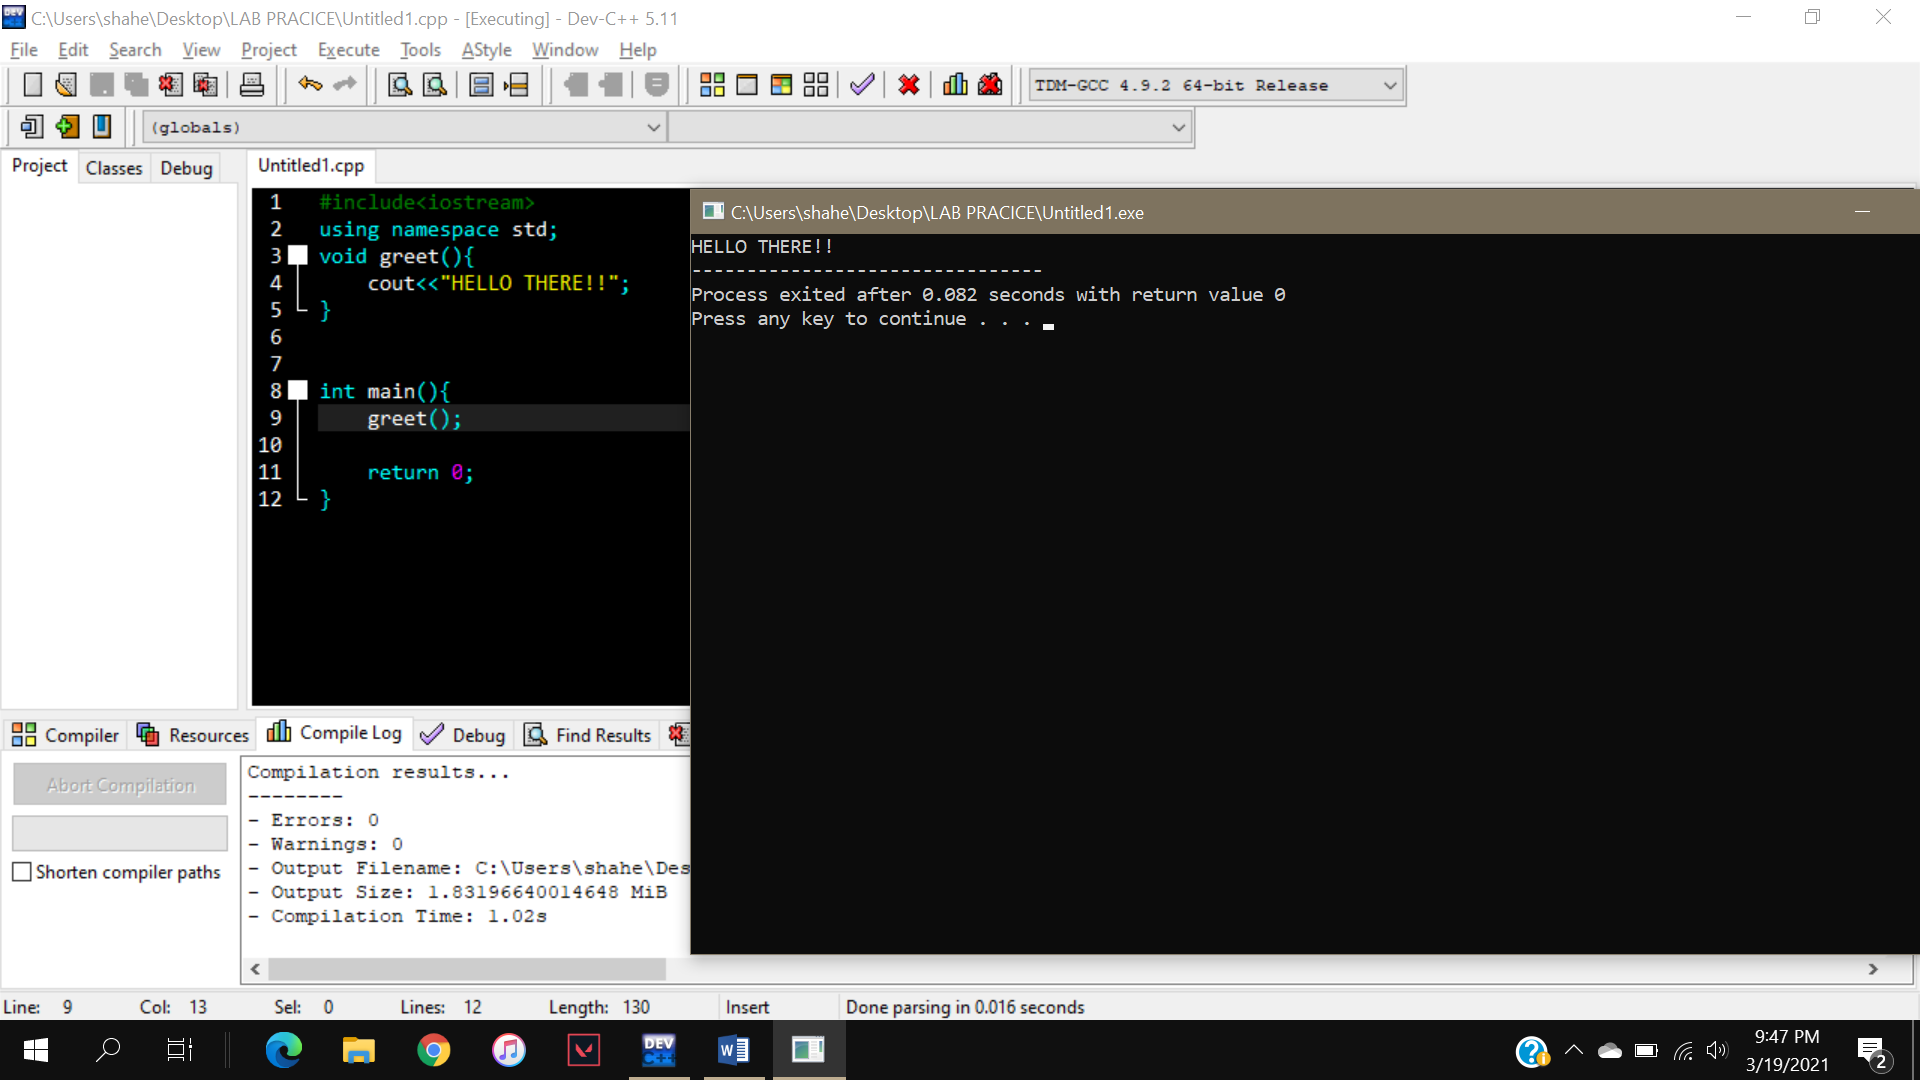 C:\Users\shahe\Desktop\LAB PRACICE\Untitled1.cpp - [Executing] - Dev-C++ 5.11
File Edit Search View Project Execute Tools AStyle Window Help
TDM-GCC 4.9.2 64-bit Release
(globals)
Project Classes Debug Untitled1.cpp
1 #include<iostream>
2 using namespace std;
3 void greet(){
4 cout<<"HELLO THERE!!";
5 }
6
7
8 int main(){
9 greet();
10
11 return 0;
12 }
C:\Users\shahe\Desktop\LAB PRACICE\Untitled1.exe
HELLO THERE!!
--------------------------------
Process exited after 0.082 seconds with return value 0
Press any key to continue . . .
Compiler Resources Compile Log Debug Find Results
Abort Compilation
Shorten compiler paths
Compilation results...
--------
- Errors: 0
- Warnings: 0
- Output Filename: C:\Users\shahe\Des
- Output Size: 1.83196640014648 MiB
- Compilation Time: 1.02s
Line: 9 Col: 13 Sel: 0 Lines: 12 Length: 130 Insert Done parsing in 0.016 seconds
DEV C++
9:47 PM
3/19/2021
2